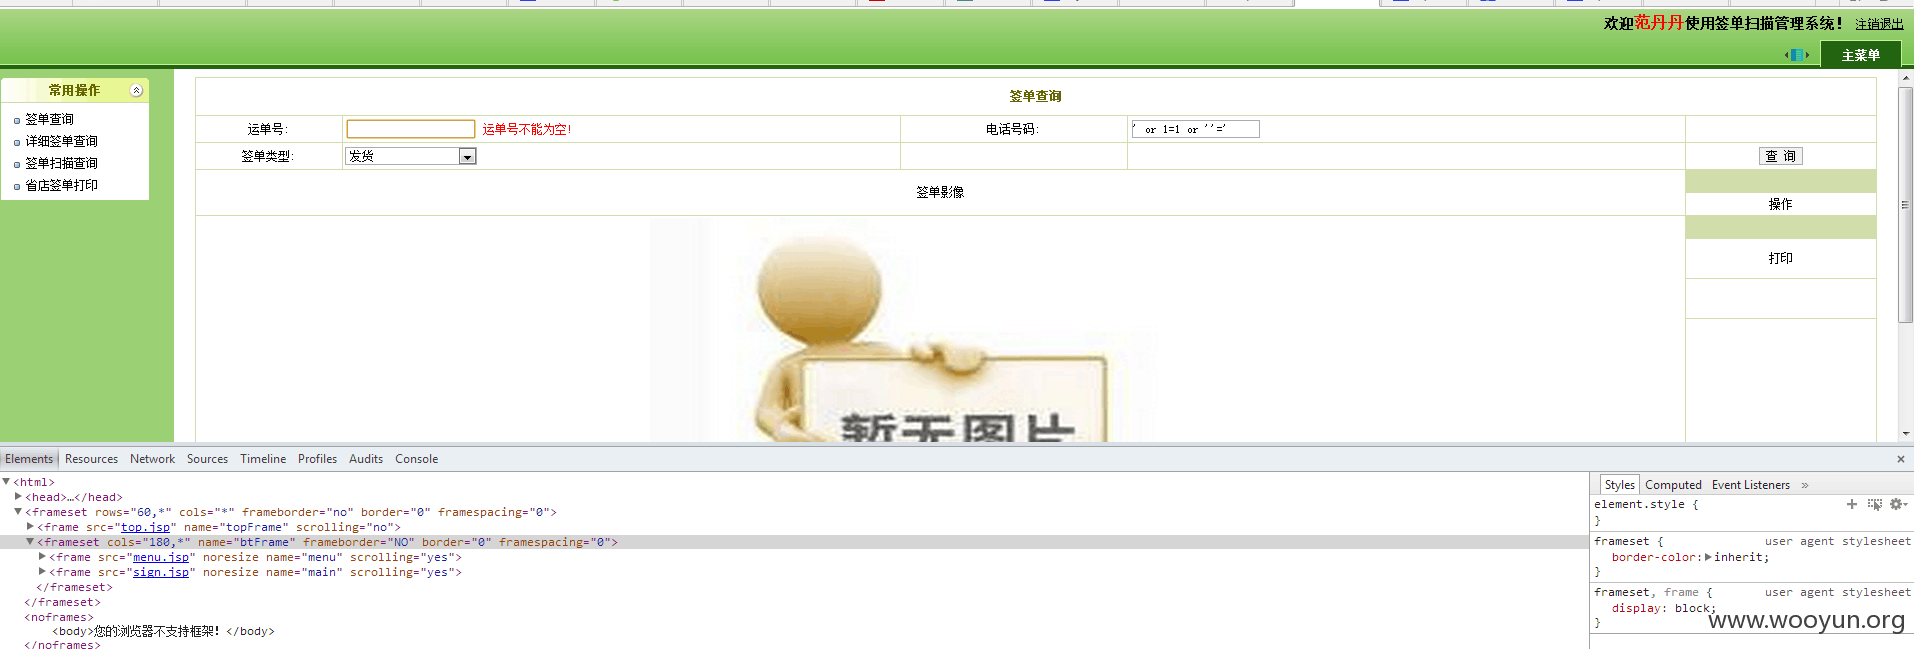 欢迎范丹丹使用签单扫描管理系统！ 注销退出
主菜单
常用操作
签单查询
详细签单查询
签单扫描查询
省店签单打印
签单查询
运单号: 运单号不能为空! 电话号码: ' or 1=1 or ''='
签单类型: 发货 查 询
签单影像
操作
打印
暂无图片
Elements Resources Network Sources Timeline Profiles Audits Console ×
<html>
<head>…</head>
<frameset rows="60,*" cols="*" frameborder="no" border="0" framespacing="0">
<frame src="top.jsp" name="topFrame" scrolling="no">
<frameset cols="180,*" name="btFrame" frameborder="NO" border="0" framespacing="0">
<frame src="menu.jsp" noresize name="menu" scrolling="yes">
<frame src="sign.jsp" noresize name="main" scrolling="yes">
</frameset>
</frameset>
<noframes>
<body>您的浏览器不支持框架! </body>
</noframes>
Styles Computed Event Listeners »
element.style {
}
frameset { user agent stylesheet
border-color: inherit;
}
frameset, frame { user agent stylesheet
display: block;
}
www.wooyun.org